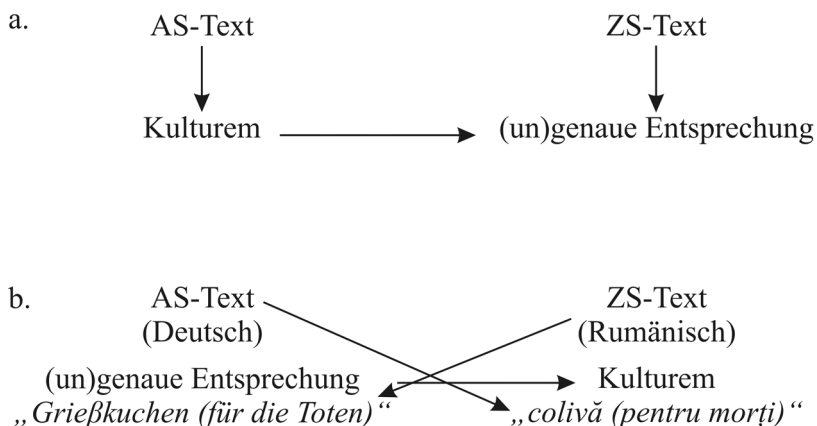 a. AS-Text ZS-Text
Kulturem (un)genaue Entsprechung
b. AS-Text ZS-Text
(Deutsch) (Rumänisch)
(un)genaue Entsprechung Kulturem
„Grießkuchen (für die Toten)“ „colivă (pentru morți)“